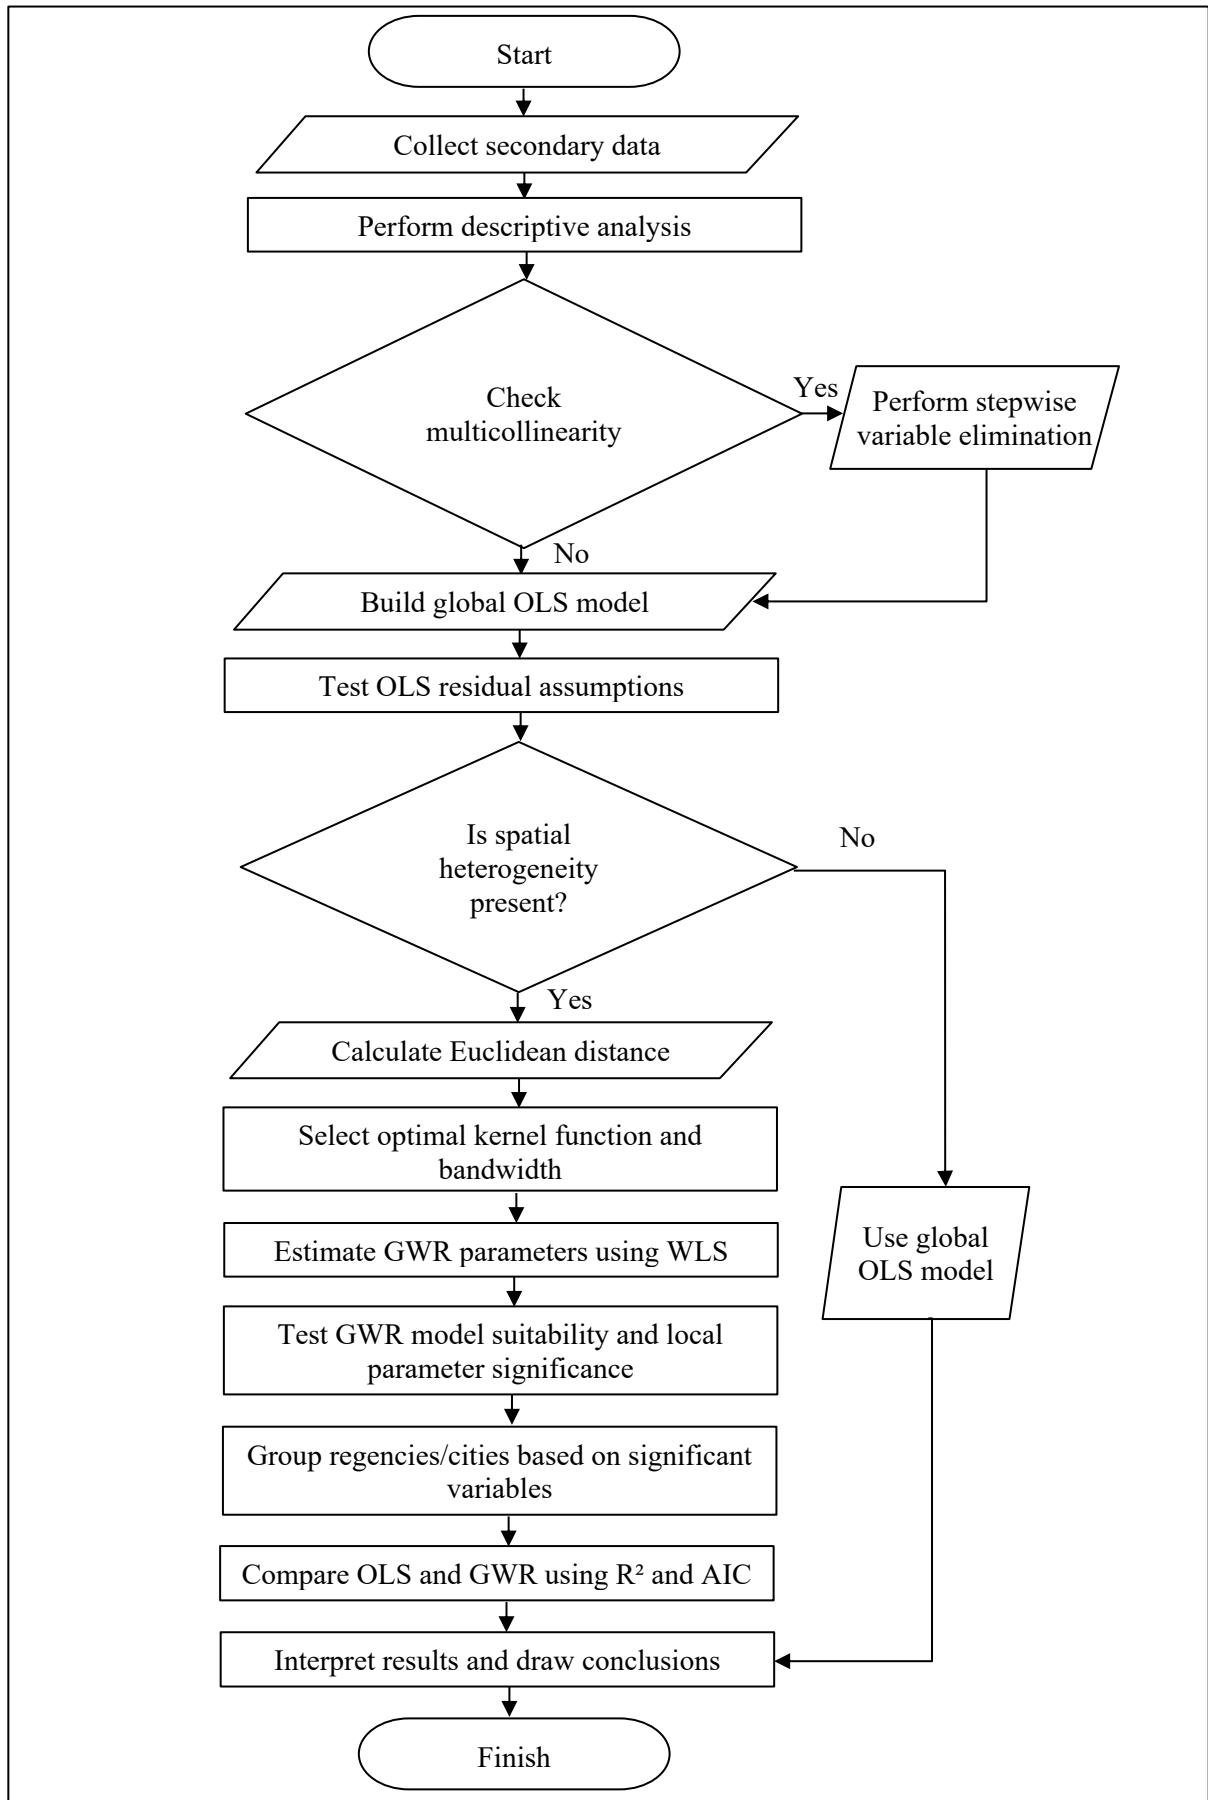 Start
Collect secondary data
Perform descriptive analysis
Check
multicollinearity
Yes
Perform stepwise
variable elimination
No
Build global OLS model
Test OLS residual assumptions
Is spatial
heterogeneity
present?
No
Yes
Calculate Euclidean distance
Select optimal kernel function and
bandwidth
Use global
OLS model
Estimate GWR parameters using WLS
Test GWR model suitability and local
parameter significance
Group regencies/cities based on significant
variables
Compare OLS and GWR using R² and AIC
Interpret results and draw conclusions
Finish